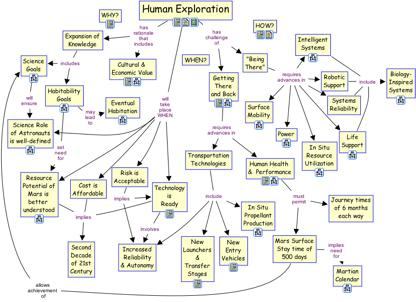 Human Exploration
WHY?
HOW?
has
rationale
that
includes
has
challenge
of
Expansion of
Knowledge
WHEN?
"Being
There"
Intelligent
Systems
Science
Goals
includes
Cultural &
Economic Value
Getting
There
and Back
requires
advances in
Robotic
Support
include
Biology-
Inspired
Systems
will
ensure
Habitability
Goals
may
lead
to
Eventual
Habitation
will
take
place
WHEN
Surface
Mobility
Systems
Reliability
Science Role
of Astronauts
is well-defined
requires
advances in
Power
In Situ
Resource
Utilization
Life
Support
set
need
for
Transportation
Technologies
Human Health
& Performance
Resource
Potential of
Mars is
better
understood
Cost is
Affordable
Risk is
Acceptable
Technology
is
Ready
implies
implies
include
must
permit
Journey times
of 6 months
each way
In Situ
Propellant
Production
involves
Second
Decade
of 21st
Century
Increased
Reliability
& Autonomy
New
Launchers
&
Transfer
Stages
New
Entry
Vehicles
Mars Surface
Stay time of
500 days
implies
need
for
Martian
Calendar
allows
achievement
of